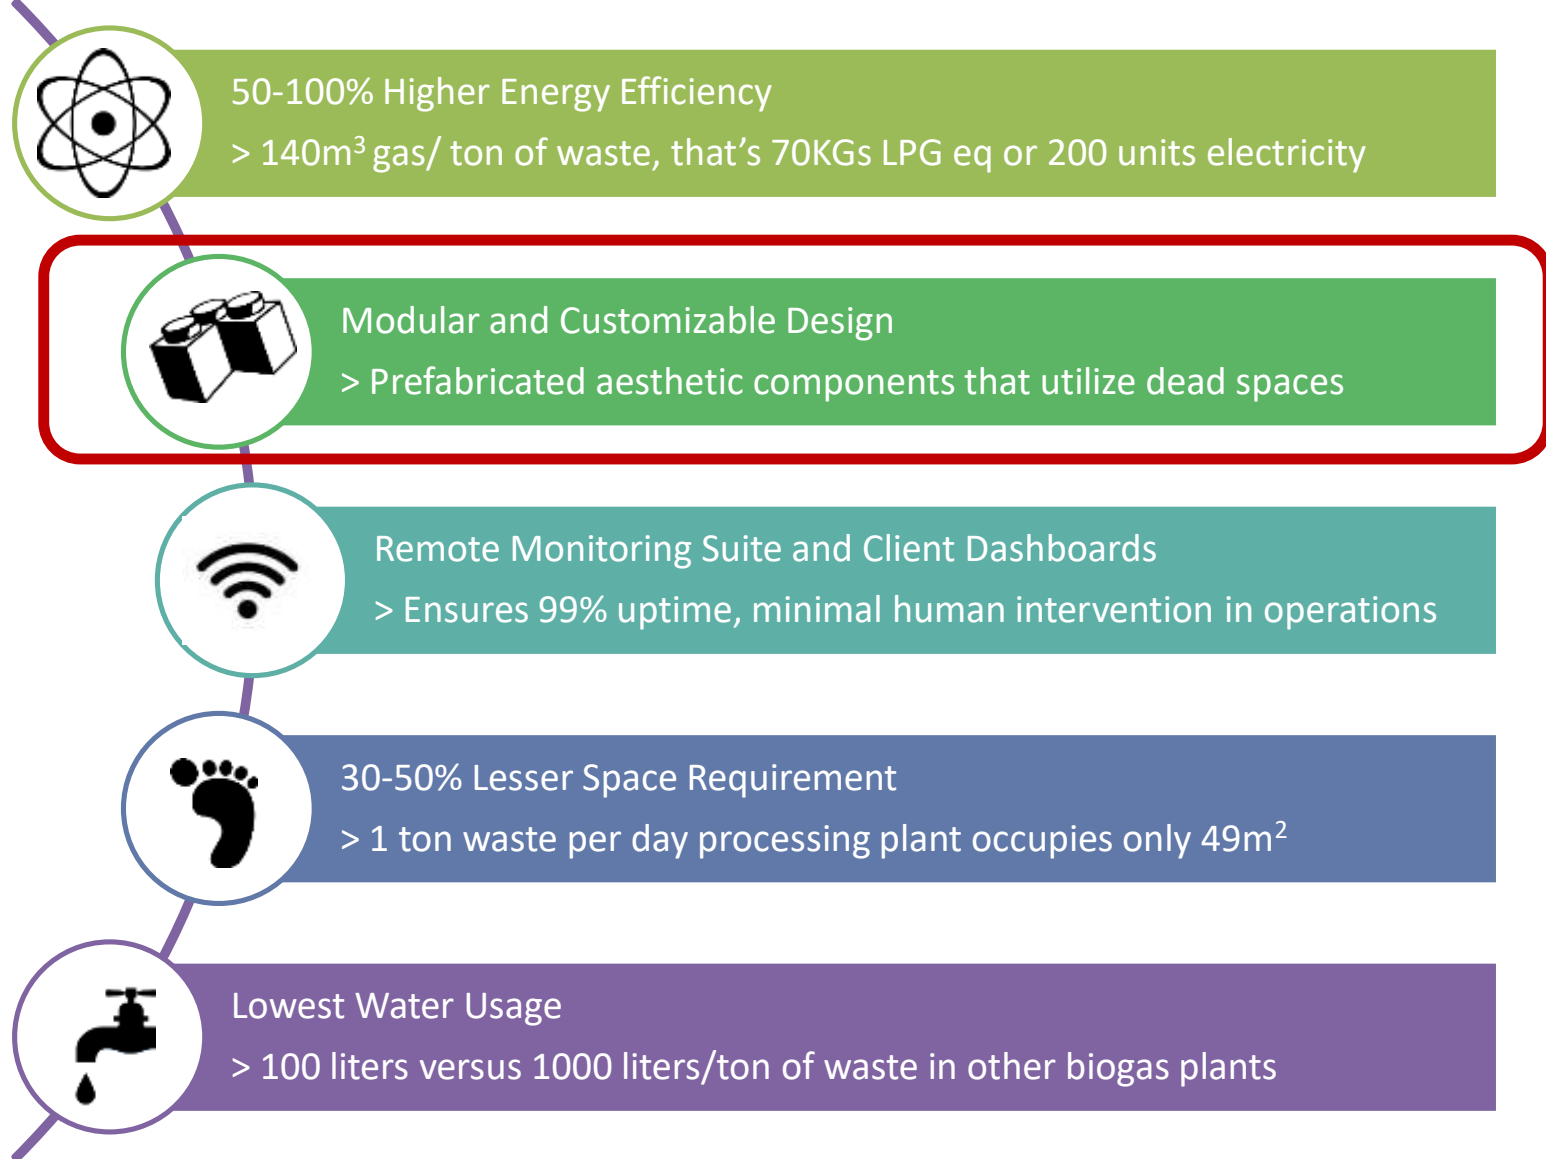 50-100% Higher Energy Efficiency
> 140m³ gas/ ton of waste, that’s 70KGs LPG eq or 200 units electricity
Modular and Customizable Design
> Prefabricated aesthetic components that utilize dead spaces
Remote Monitoring Suite and Client Dashboards
> Ensures 99% uptime, minimal human intervention in operations
30-50% Lesser Space Requirement
> 1 ton waste per day processing plant occupies only 49m²
Lowest Water Usage
> 100 liters versus 1000 liters/ton of waste in other biogas plants